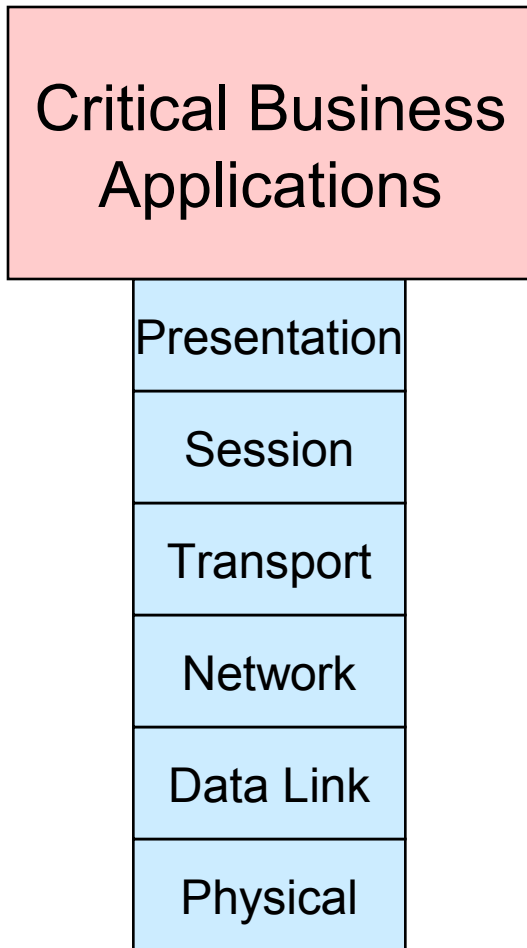 Critical Business
Applications
Presentation
Session
Transport
Network
Data Link
Physical